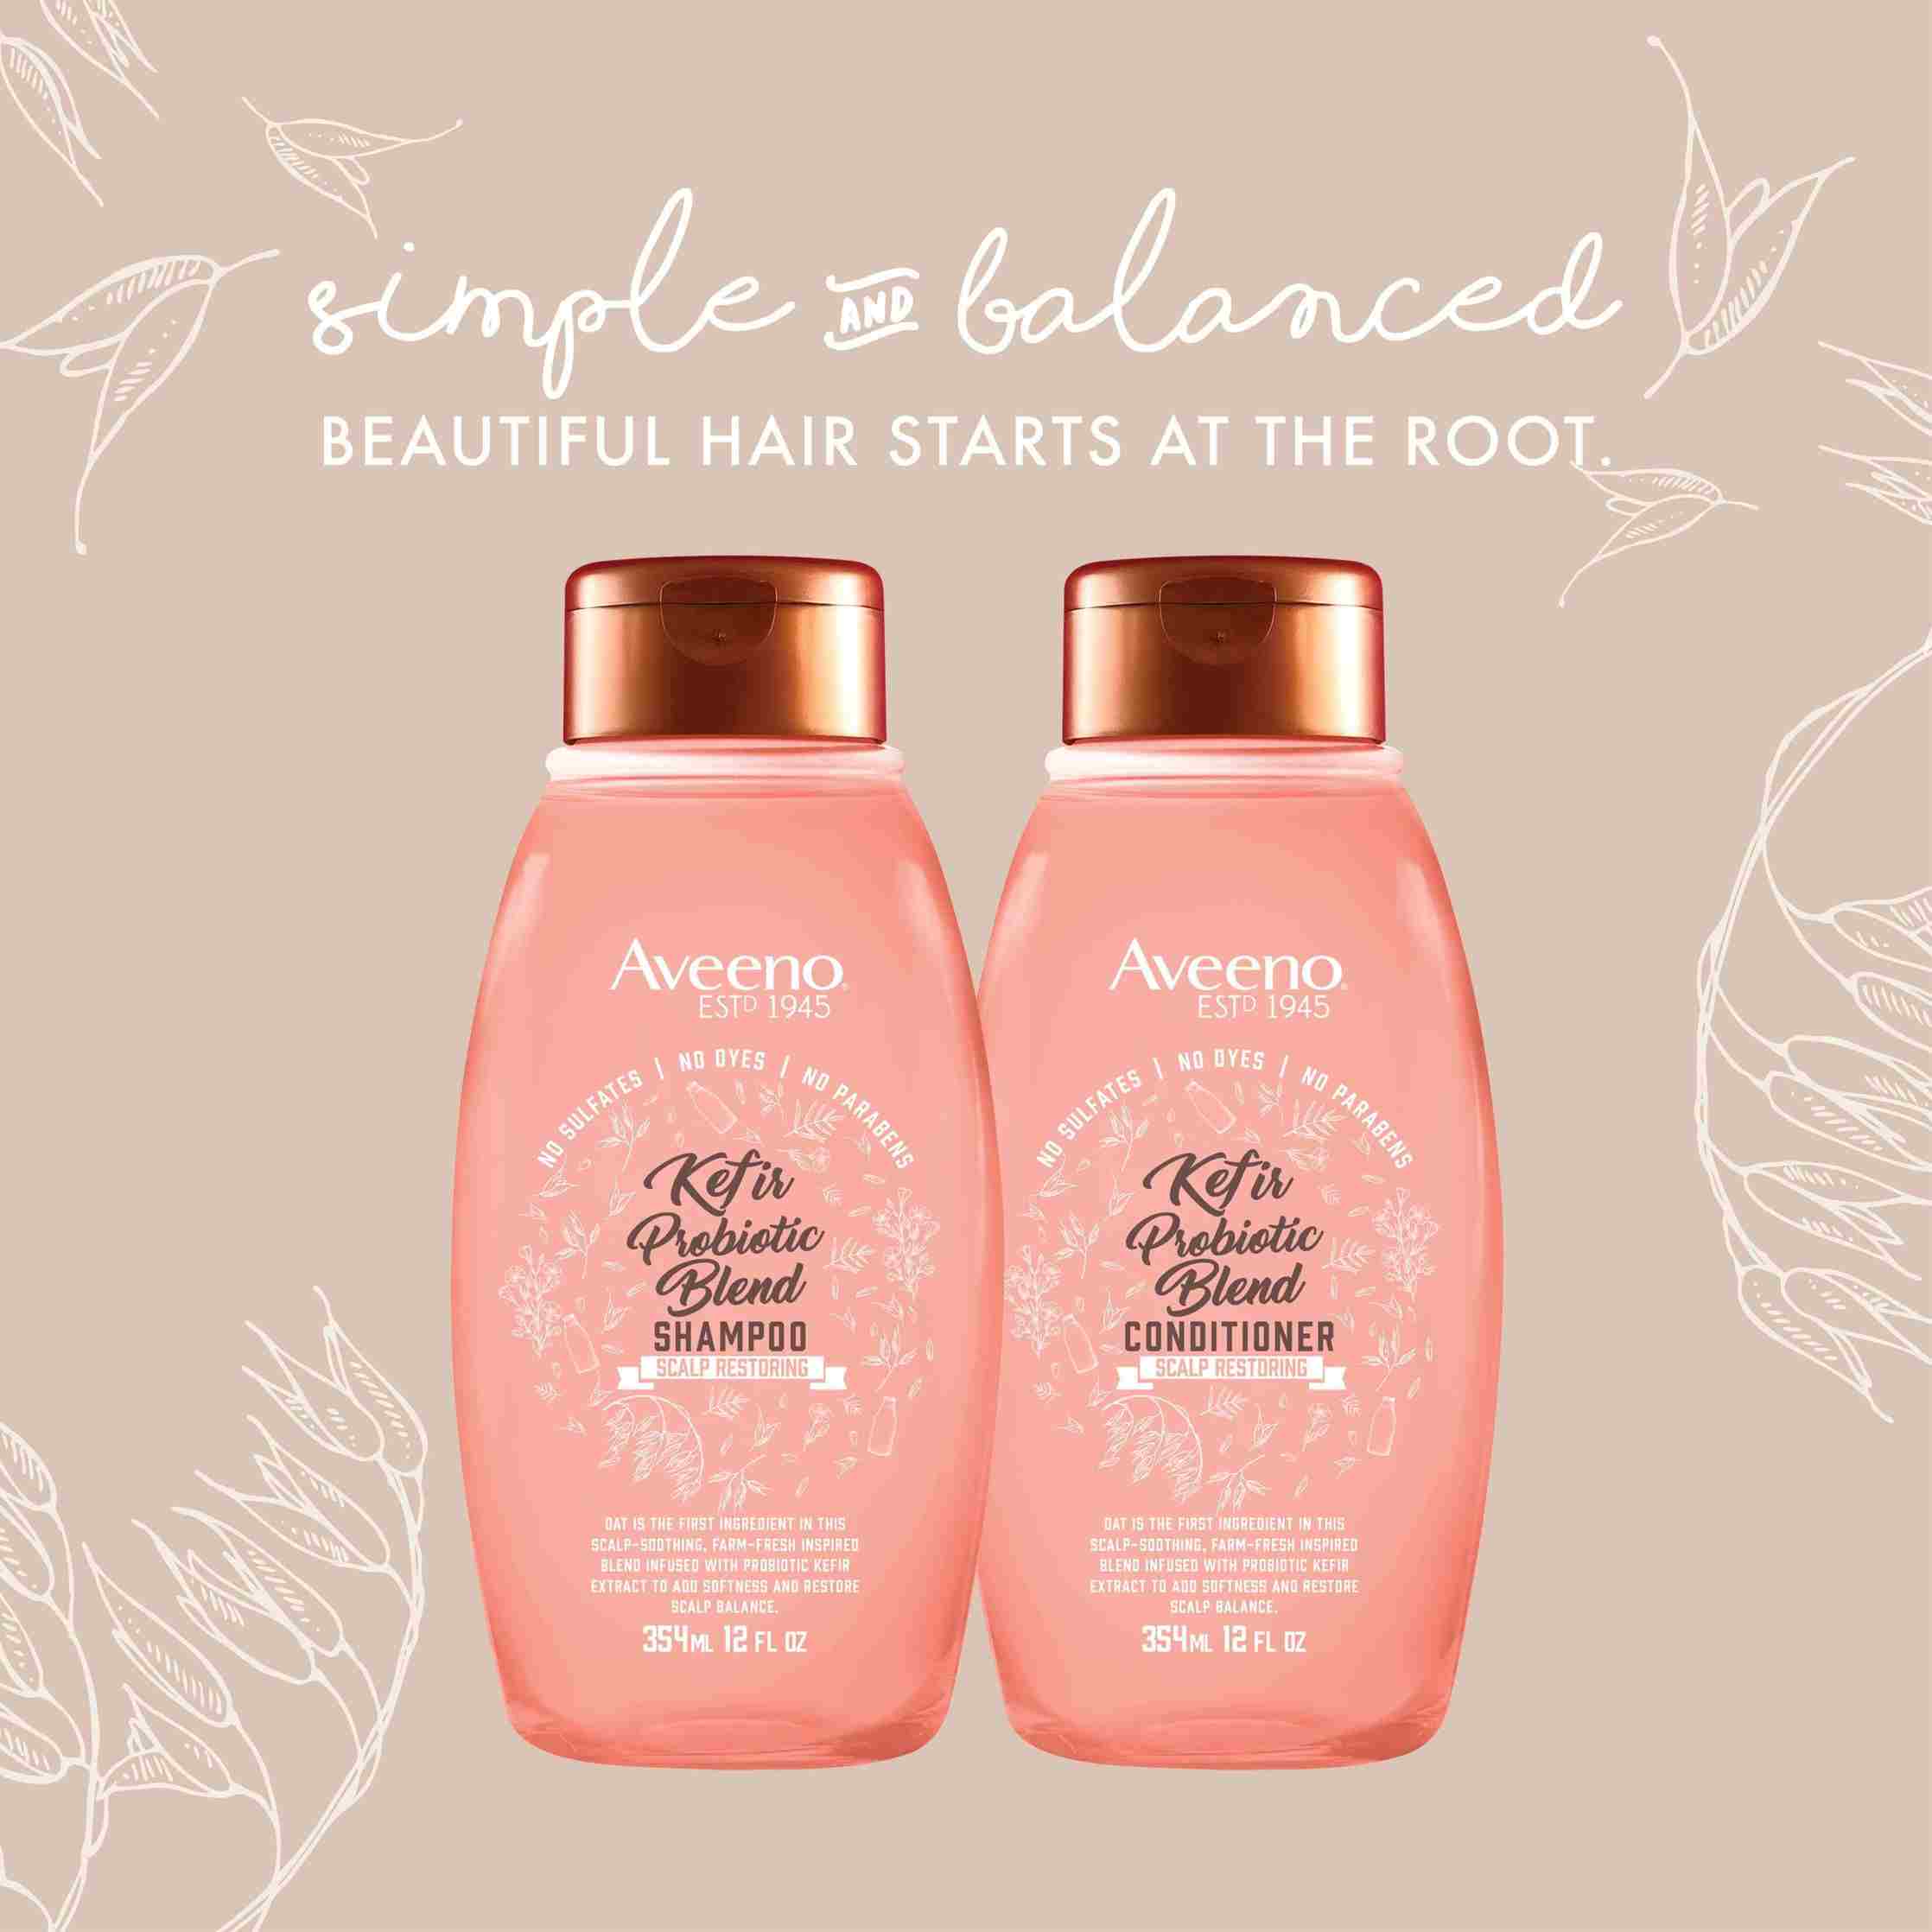 simple AND balanced
BEAUTIFUL HAIR STARTS AT THE ROOT.
Aveeno®
ESTD 1945
NO SULFATES | NO DYES | NO PARABENS
Kefir
Probiotic
Blend
SHAMPOO
SCALP RESTORING
OAT IS THE FIRST INGREDIENT IN THIS
SCALP-SOOTHING, FARM-FRESH INSPIRED
BLEND INFUSED WITH PROBIOTIC KEFIR
EXTRACT TO ADD SOFTNESS AND RESTORE
SCALP BALANCE.
354ML 12 FL OZ
Aveeno®
ESTD 1945
NO SULFATES | NO DYES | NO PARABENS
Kefir
Probiotic
Blend
CONDITIONER
SCALP RESTORING
OAT IS THE FIRST INGREDIENT IN THIS
SCALP-SOOTHING, FARM-FRESH INSPIRED
BLEND INFUSED WITH PROBIOTIC KEFIR
EXTRACT TO ADD SOFTNESS AND RESTORE
SCALP BALANCE.
354ML 12 FL OZ